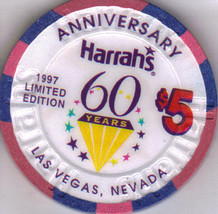 ANNIVERSARY
Harrah's
1997
LIMITED
EDITION
60
YEARS
$5
LAS VEGAS, NEVADA